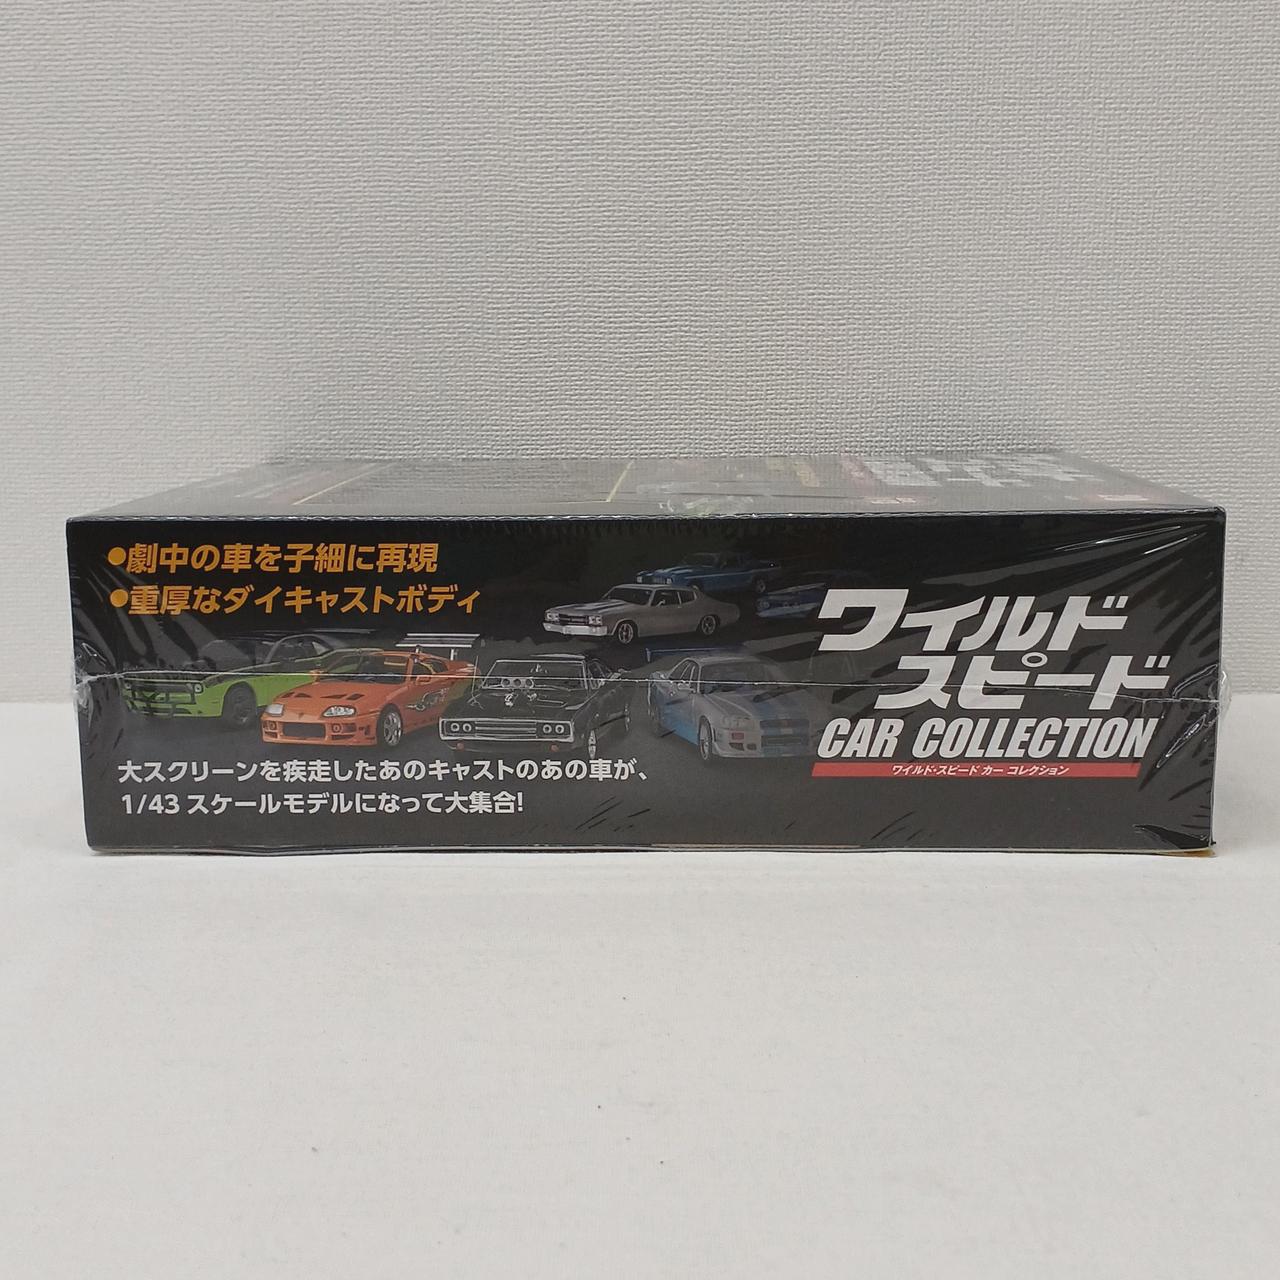 ●劇中の車を子細に再現
●重厚なダイキャストボディ
ワイルド
スピード
CAR COLLECTION
ワイルド・スピード カー コレクション
大スクリーンを疾走したあのキャストのあの車が、
1/43 スケールモデルになって大集合!